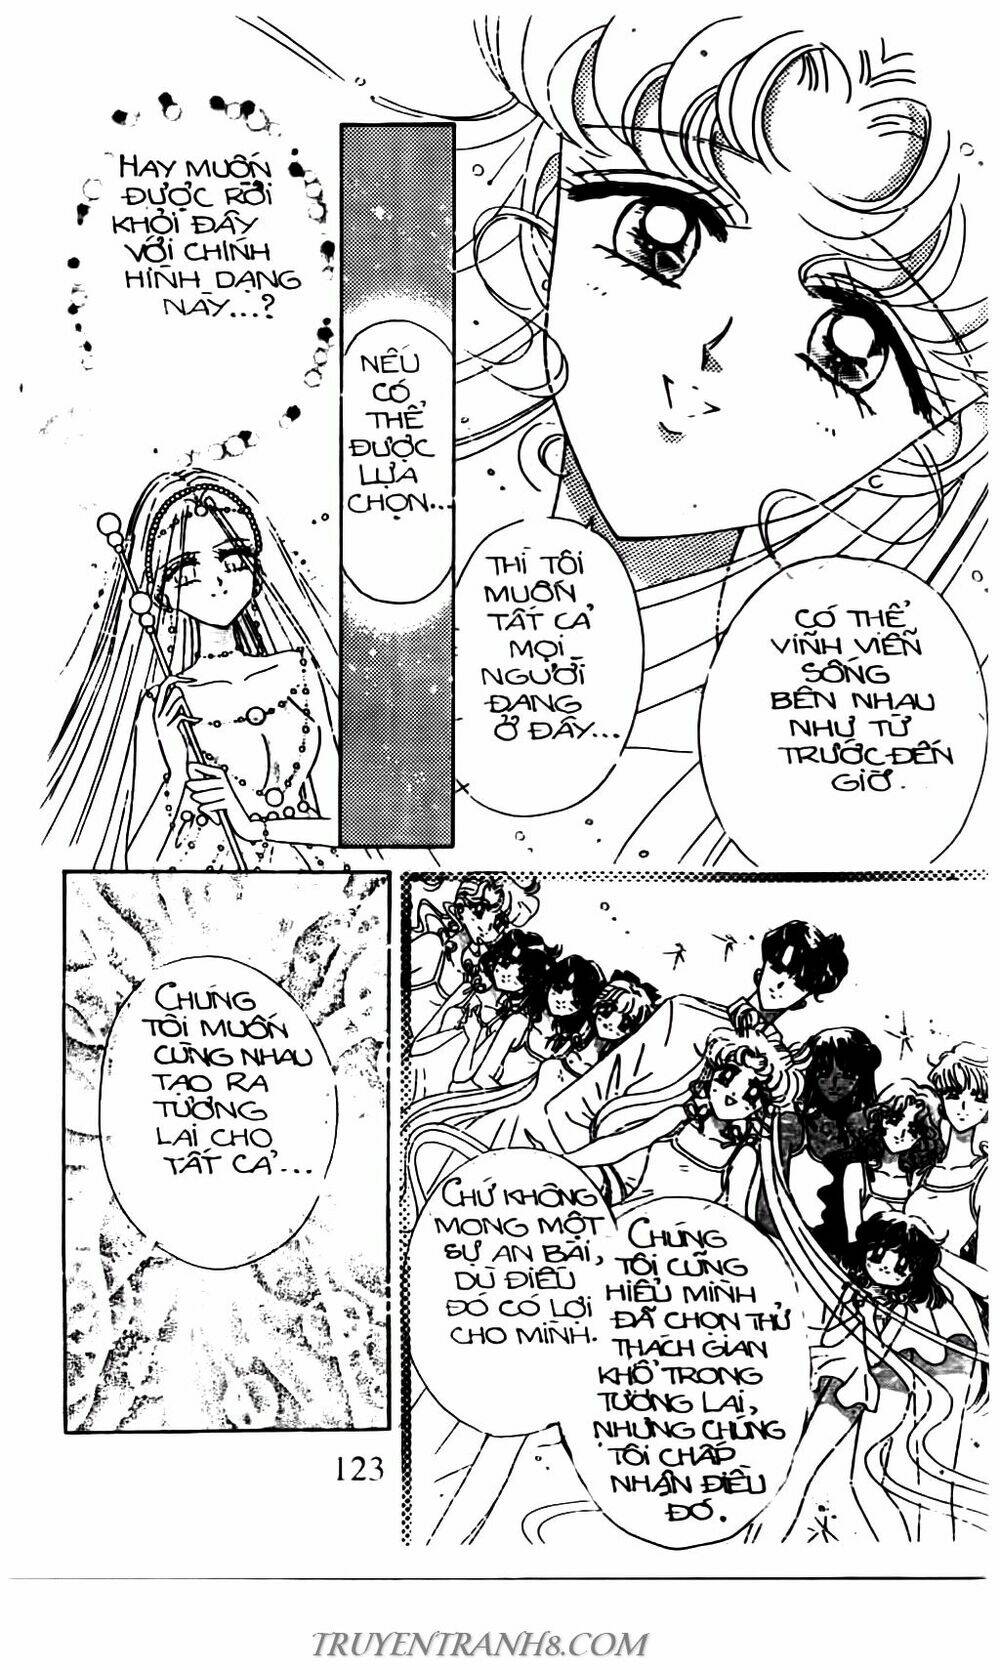 HAY MUỐN
ĐƯỢC RỜI
KHỎI ĐÂY
VỚI CHÍNH
HÌNH DẠNG
NÀY...?
NẾU
CÓ
THỂ
ĐƯỢC
LỰA
CHỌN...
THÌ TÔI
MUỐN
TẤT CẢ
MỌI
NGƯỜI
ĐANG
Ở ĐÂY...
CÓ THỂ
VĨNH VIỄN
SỐNG
BÊN NHAU
NHƯ TỪ
TRƯỚC ĐẾN
GIỜ.
CHÚNG
TÔI MUỐN
CÙNG NHAU
TẠO RA
TƯƠNG
LAI CHO
TẤT CẢ...
CHỨ KHÔNG
MONG MỘT
SỰ AN BÀI,
DÙ ĐIỀU
ĐÓ CÓ LỢI
CHO MÌNH.
CHÚNG
TÔI CŨNG
HIỂU MÌNH
ĐÃ CHỌN THỬ
THÁCH GIAN
KHỔ TRONG
TƯƠNG LAI,
NHƯNG CHÚNG
TÔI CHẤP
NHẬN ĐIỀU
ĐÓ.
123
TRUYENTRANH8.COM